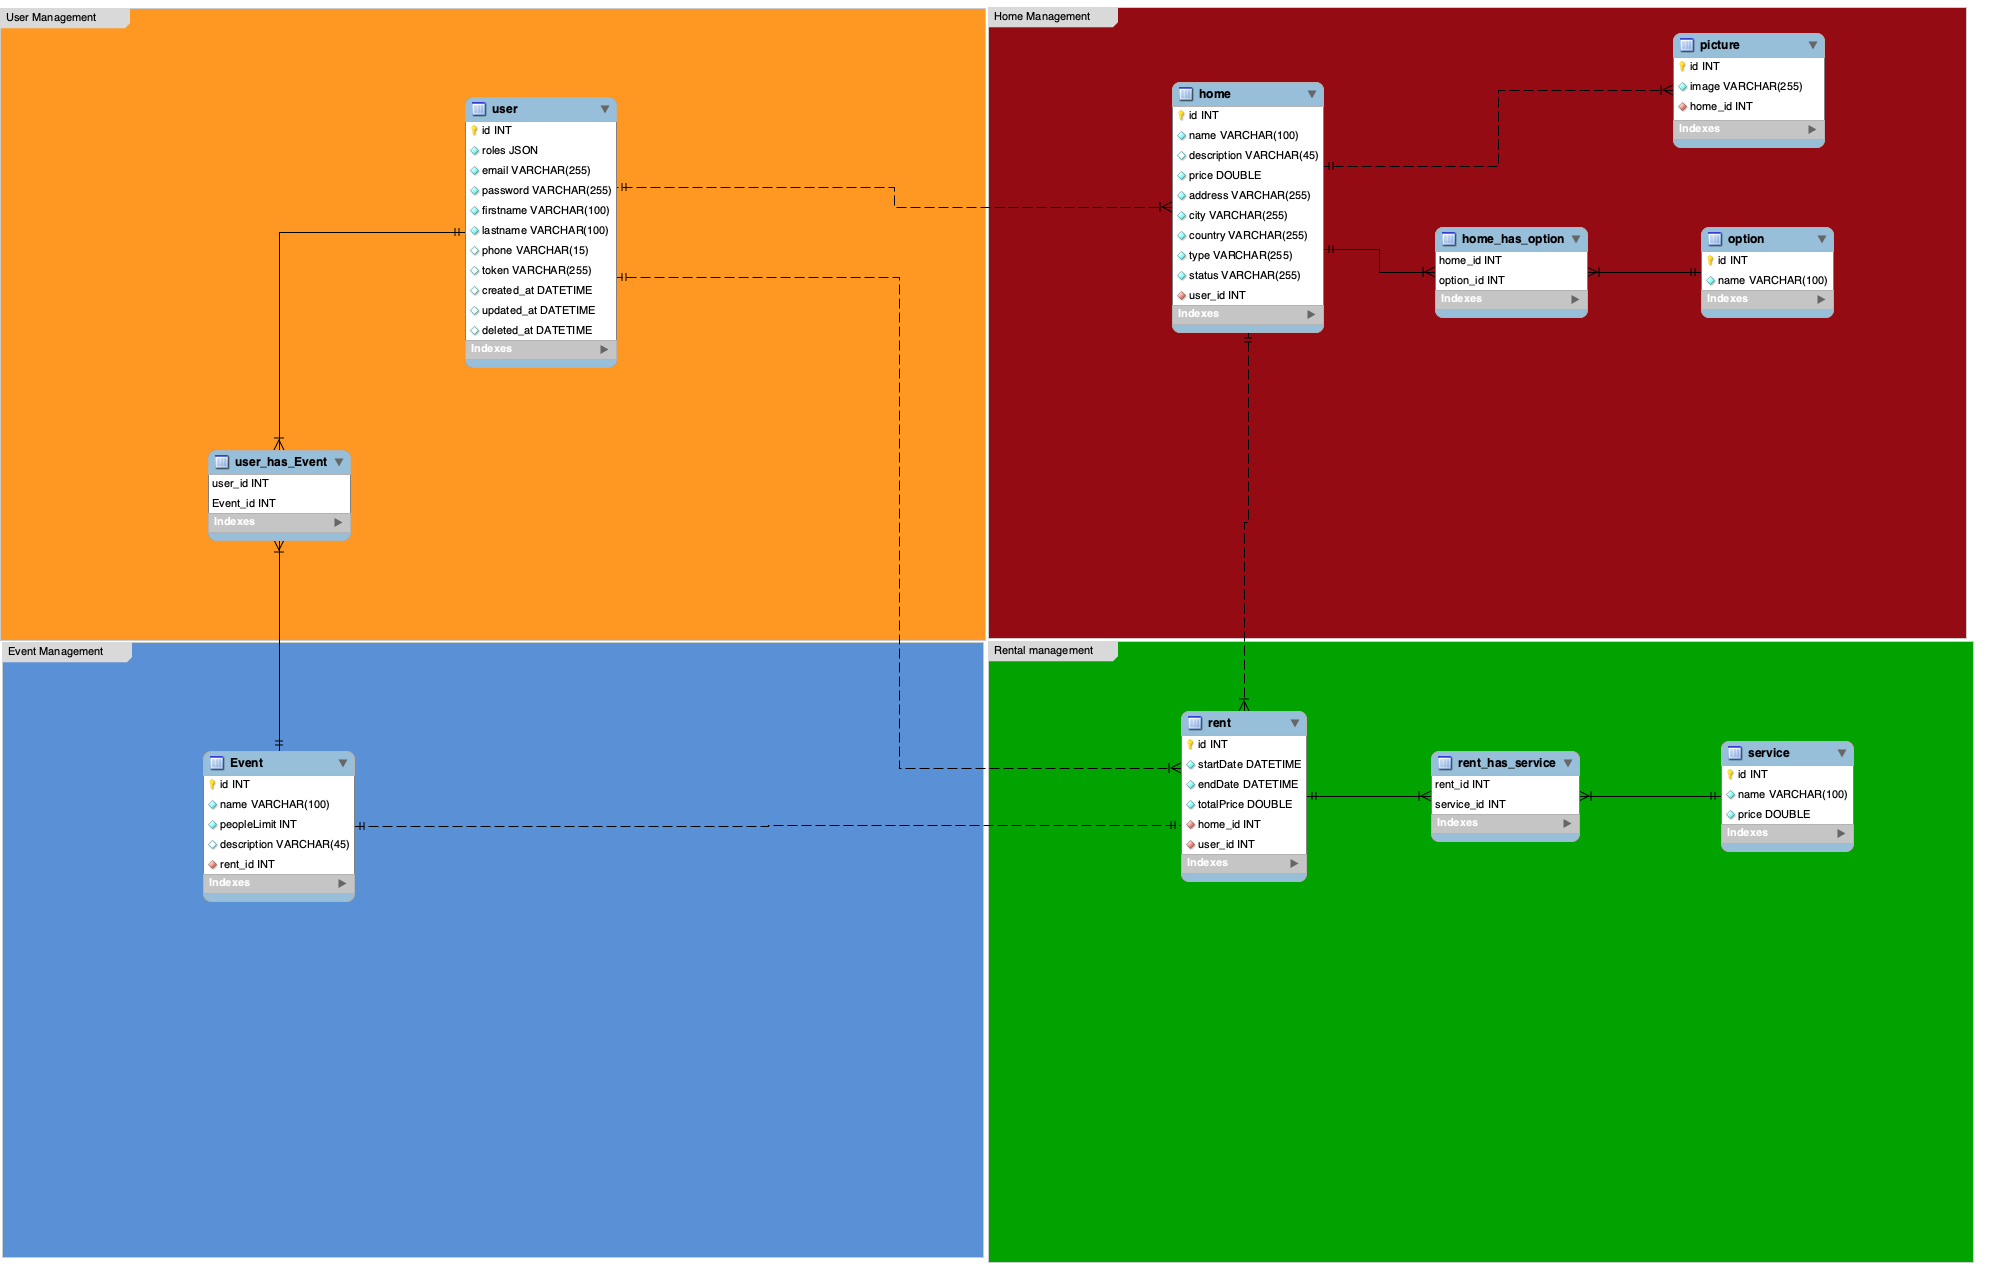 User Management
user
id INT
roles JSON
email VARCHAR(255)
password VARCHAR(255)
firstname VARCHAR(100)
lastname VARCHAR(100)
phone VARCHAR(15)
token VARCHAR(255)
created_at DATETIME
updated_at DATETIME
deleted_at DATETIME
Indexes
user_has_Event
user_id INT
Event_id INT
Indexes
Home Management
home
id INT
name VARCHAR(100)
description VARCHAR(45)
price DOUBLE
address VARCHAR(255)
city VARCHAR(255)
country VARCHAR(255)
type VARCHAR(255)
status VARCHAR(255)
user_id INT
Indexes
picture
id INT
image VARCHAR(255)
home_id INT
Indexes
home_has_option
home_id INT
option_id INT
Indexes
option
id INT
name VARCHAR(100)
Indexes
Event Management
Event
id INT
name VARCHAR(100)
peopleLimit INT
description VARCHAR(45)
rent_id INT
Indexes
Rental management
rent
id INT
startDate DATETIME
endDate DATETIME
totalPrice DOUBLE
home_id INT
user_id INT
Indexes
rent_has_service
rent_id INT
service_id INT
Indexes
service
id INT
name VARCHAR(100)
price DOUBLE
Indexes